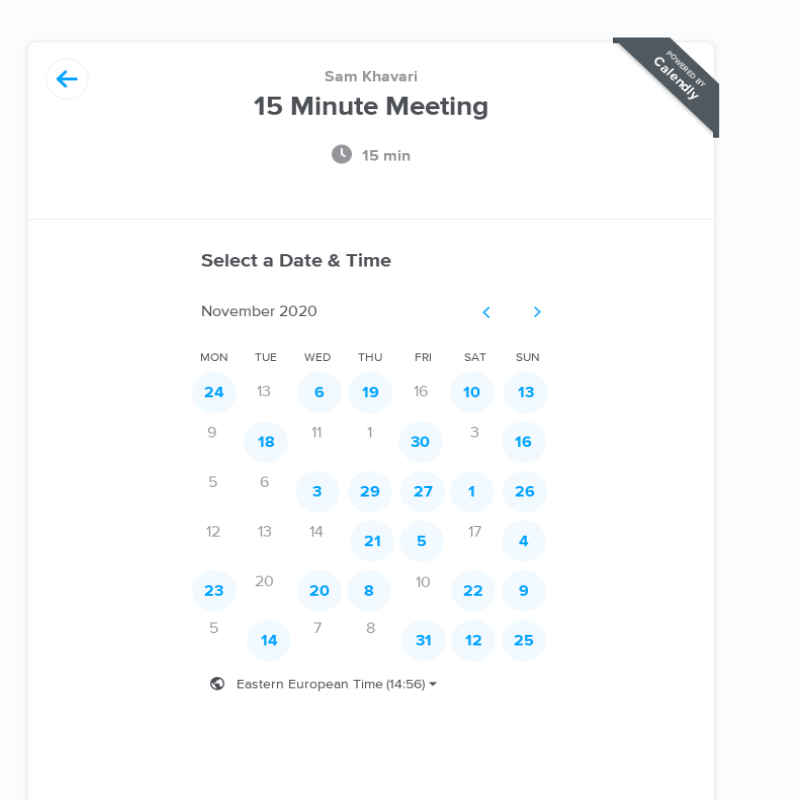 POWERED BY
Calendly
Sam Khavari
15 Minute Meeting
15 min
Select a Date & Time
November 2020
MON TUE WED THU FRI SAT SUN
24 13 6 19 16 10 13
9 18 11 1 30 3 16
5 6 3 29 27 1 26
12 13 14 21 5 17 4
23 20 20 8 10 22 9
5 14 7 8 31 12 25
Eastern European Time (14:56)